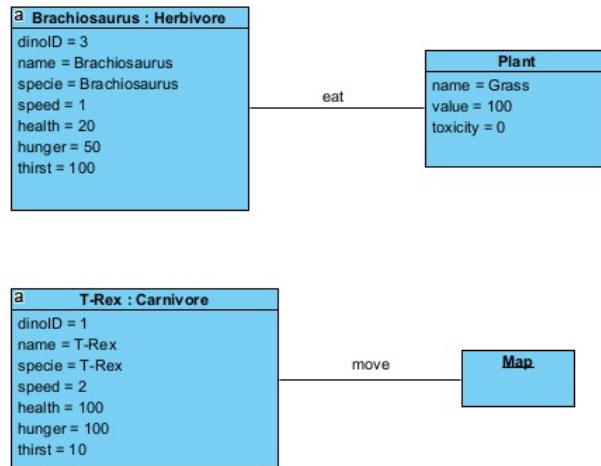 a
Brachiosaurus : Herbivore
dinoID = 3
name = Brachiosaurus
specie = Brachiosaurus
speed = 1
health = 20
hunger = 50
thirst = 100
eat
Plant
name = Grass
value = 100
toxicity = 0
a
T-Rex : Carnivore
dinoID = 1
name = T-Rex
specie = T-Rex
speed = 2
health = 100
hunger = 100
thirst = 10
move
Map